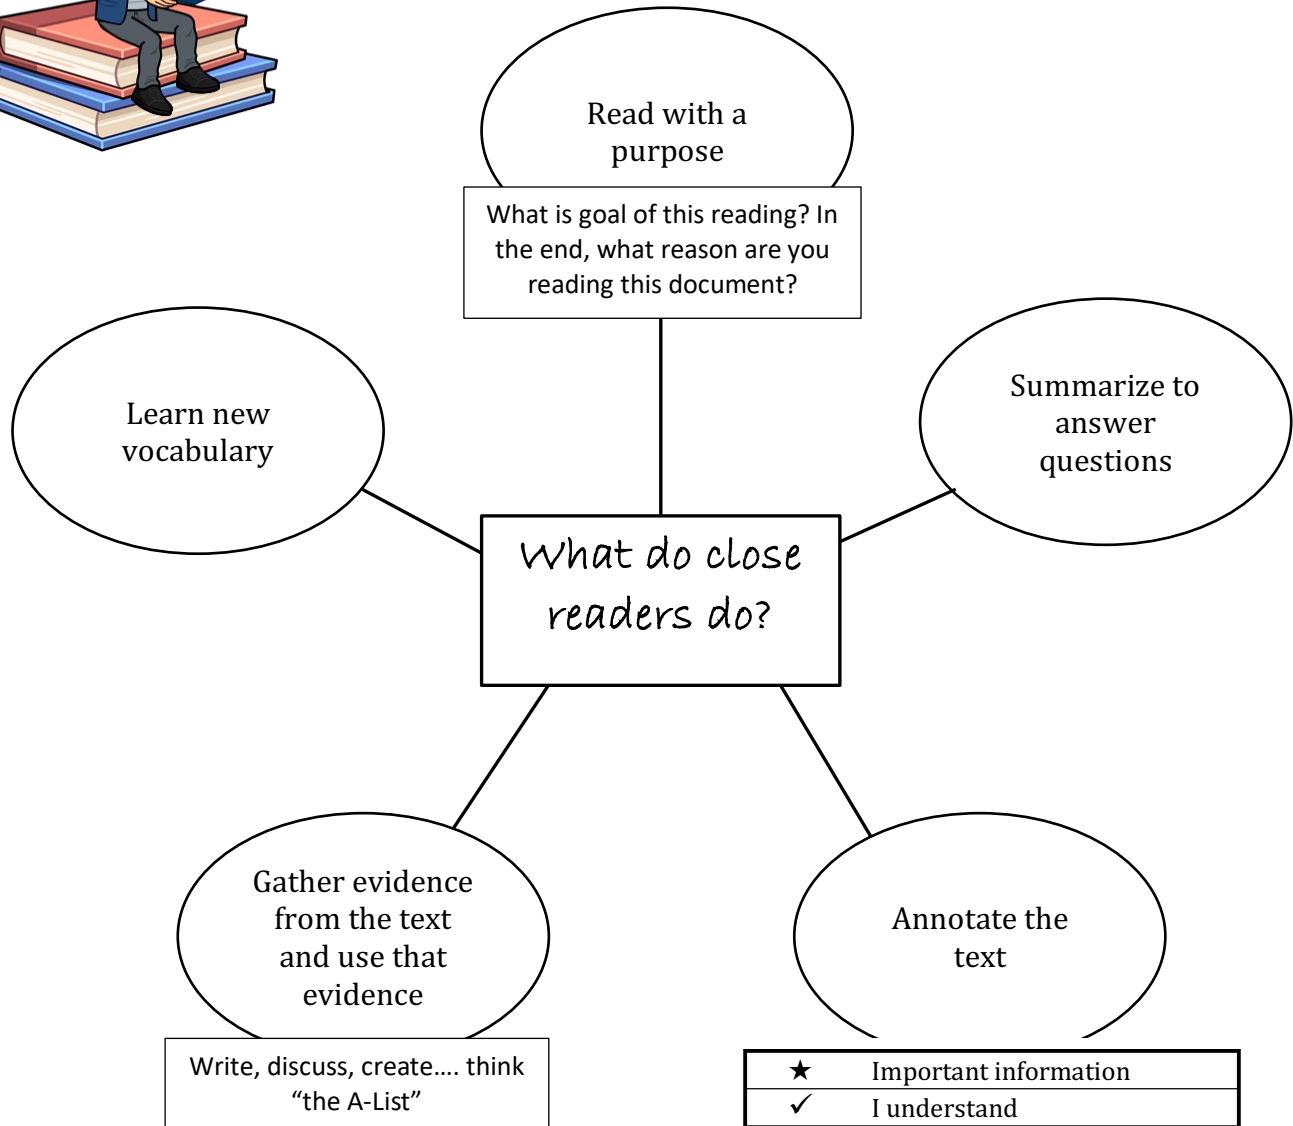 Read with a
purpose
What is goal of this reading? In
the end, what reason are you
reading this document?
Learn new
vocabulary
Summarize to
answer
questions
What do close
readers do?
Gather evidence
from the text
and use that
evidence
Write, discuss, create.... think
“the A-List”
Annotate the
text
★ Important information
✓ I understand